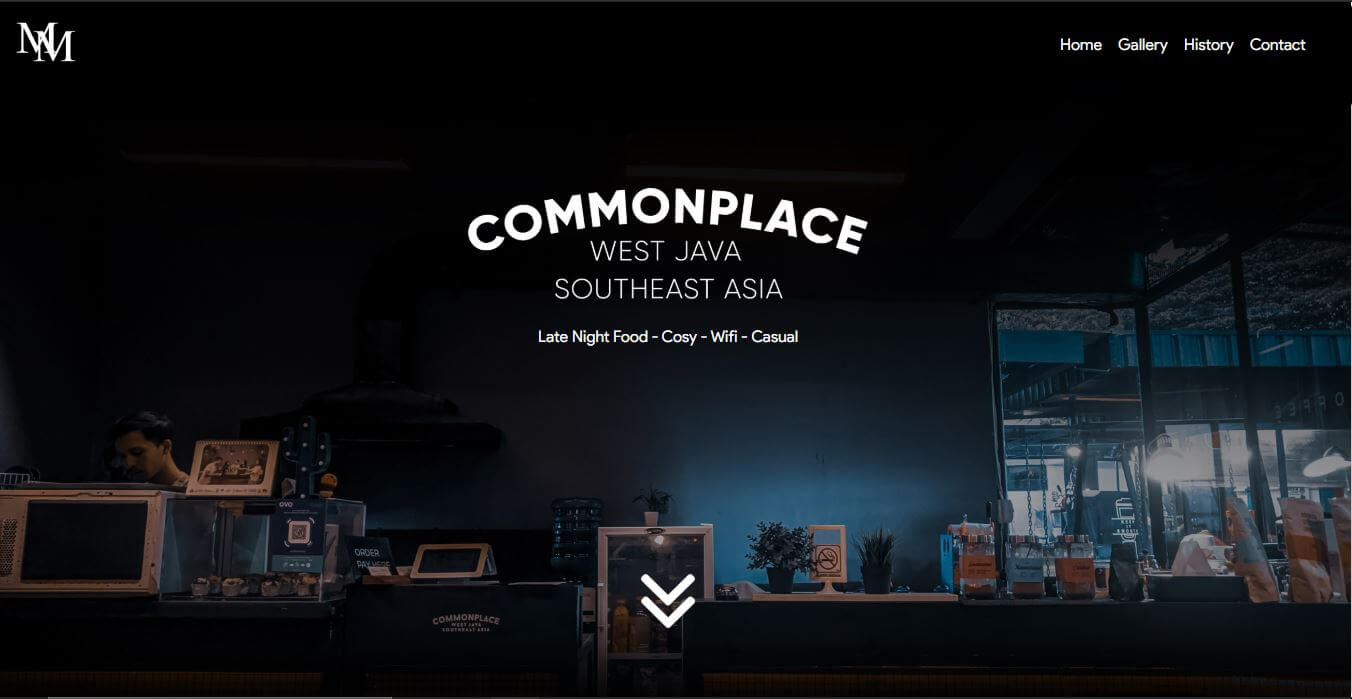 NM
Home Gallery History Contact
COMMONPLACE
WEST JAVA
SOUTHEAST ASIA
Late Night Food - Cosy - Wifi - Casual
OVO
ORDER
PAY HERE
COMMONPLACE
WEST JAVA
SOUTHEAST ASIA